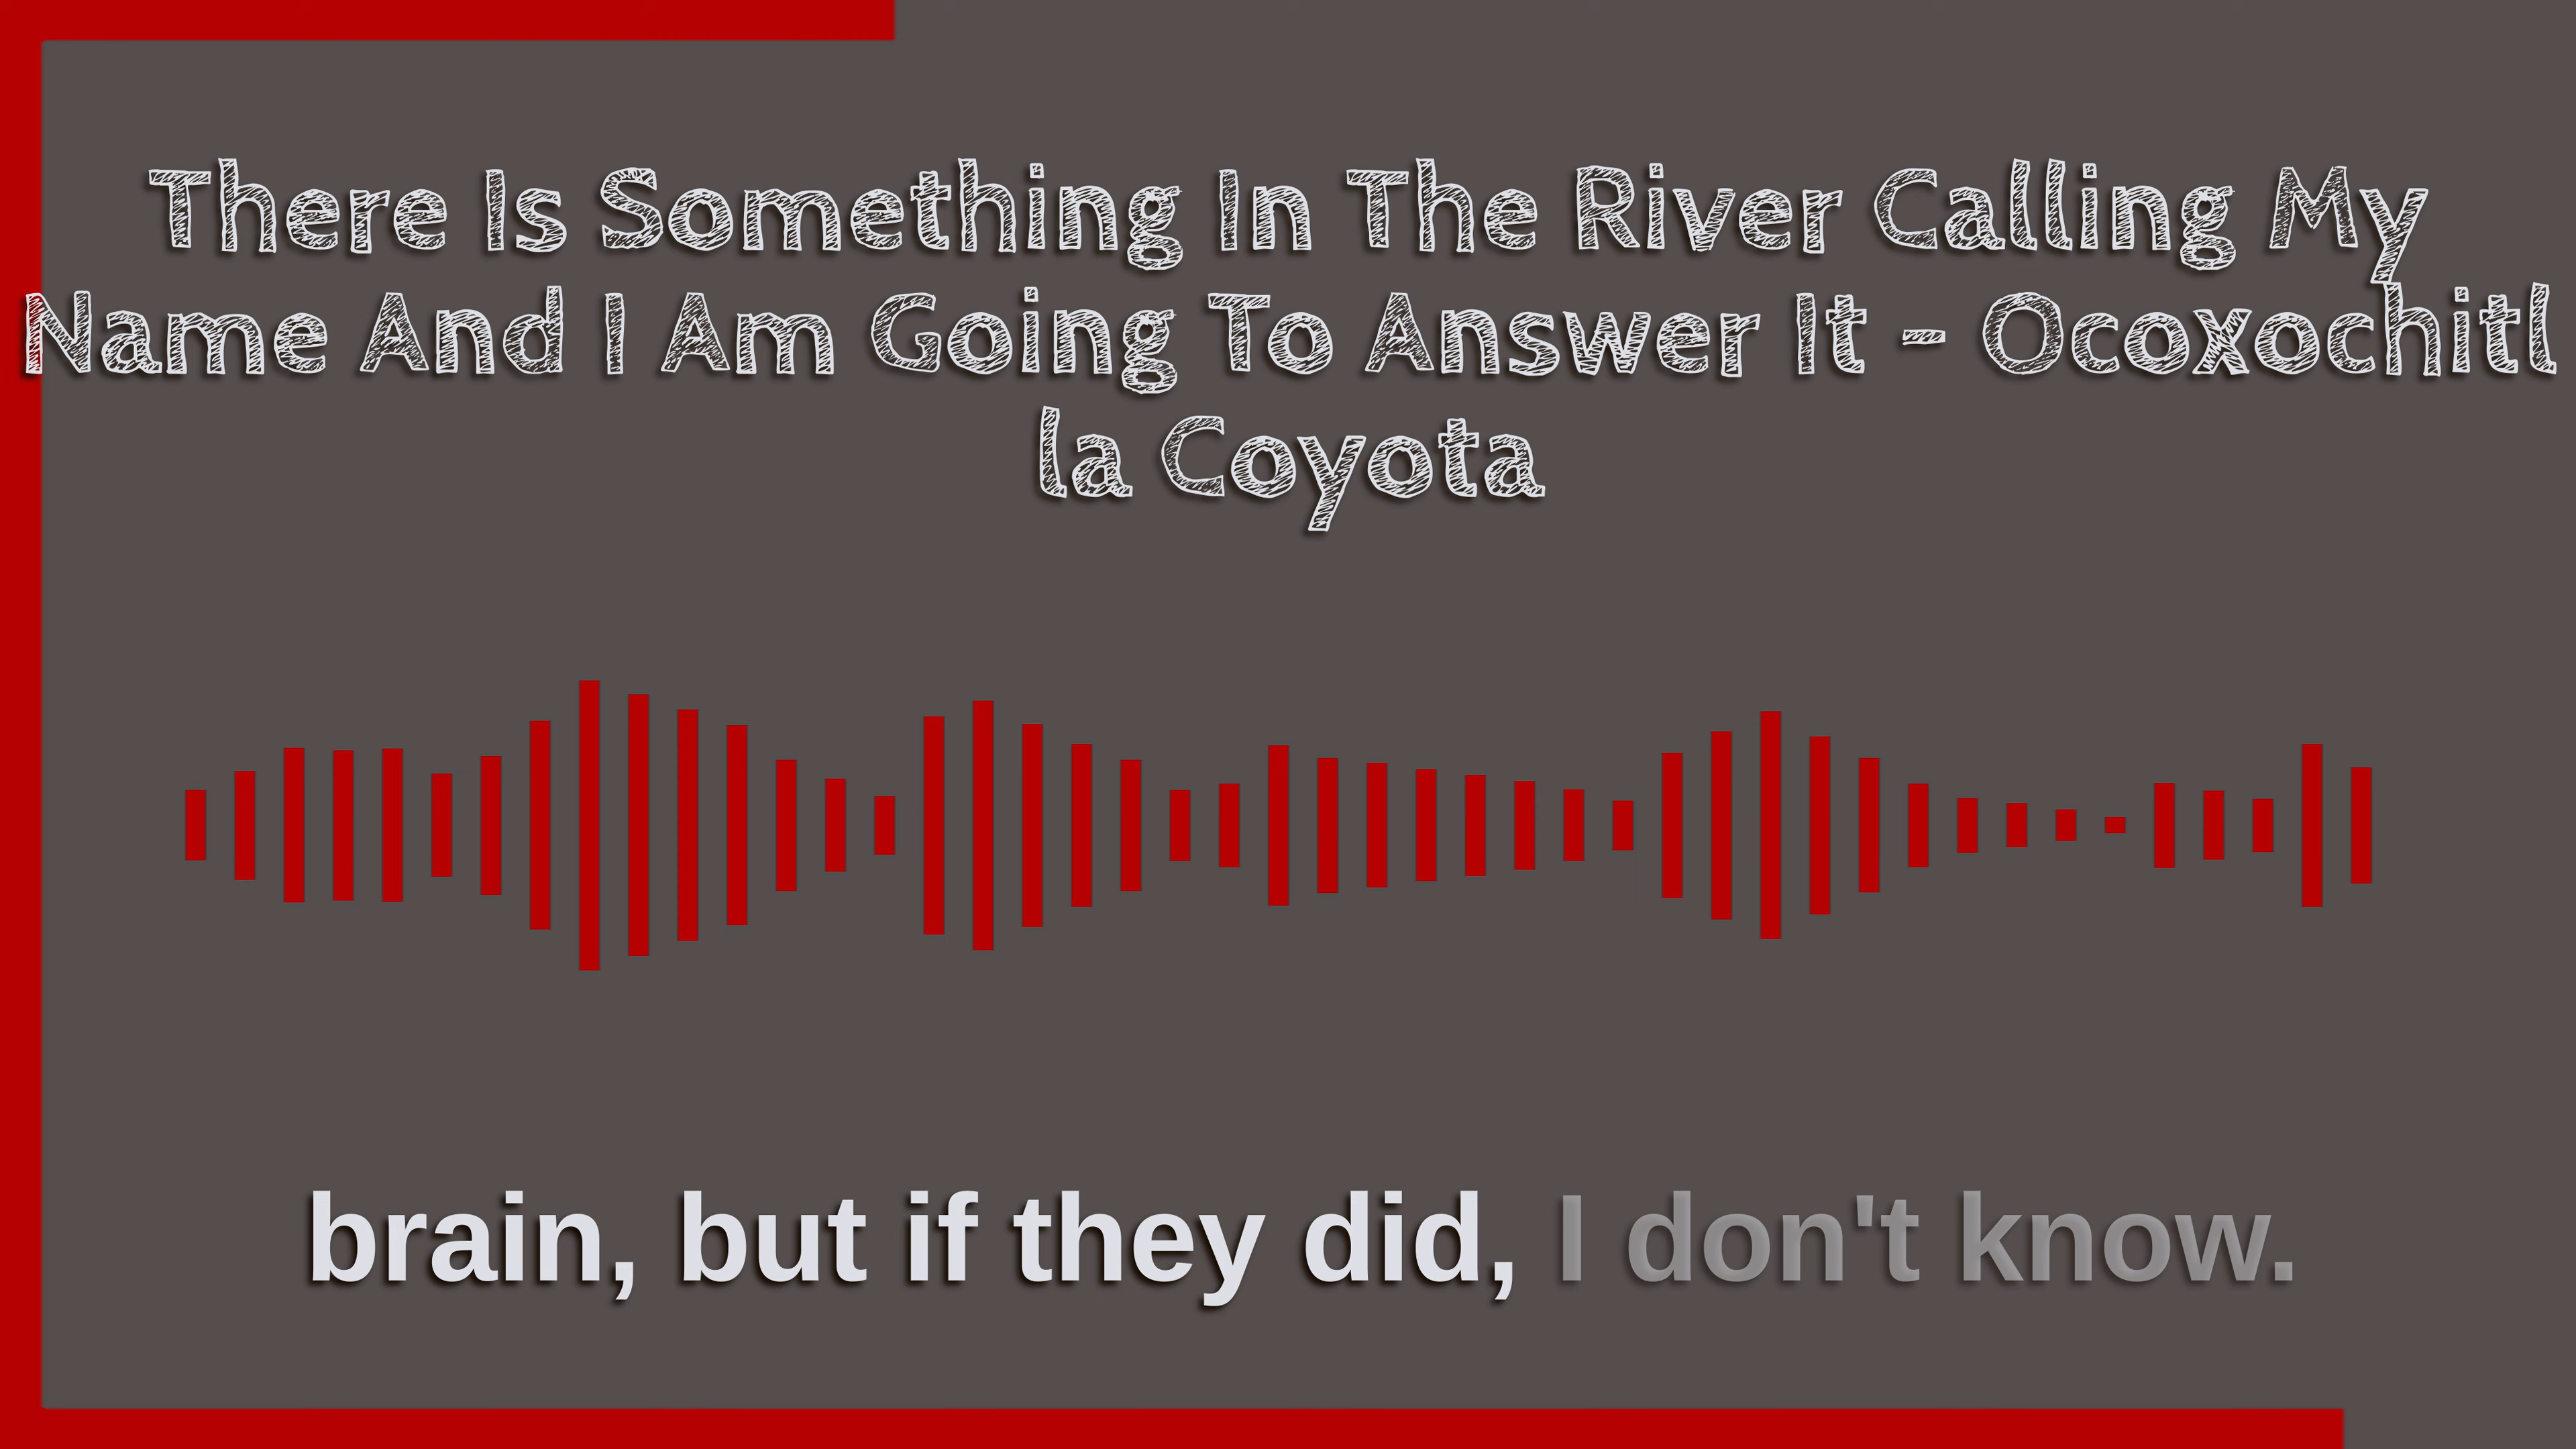 There Is Something In The River Calling My
Name And I Am Going To Answer It - Ocoxochitl
la Coyota
brain, but if they did, I don't know.